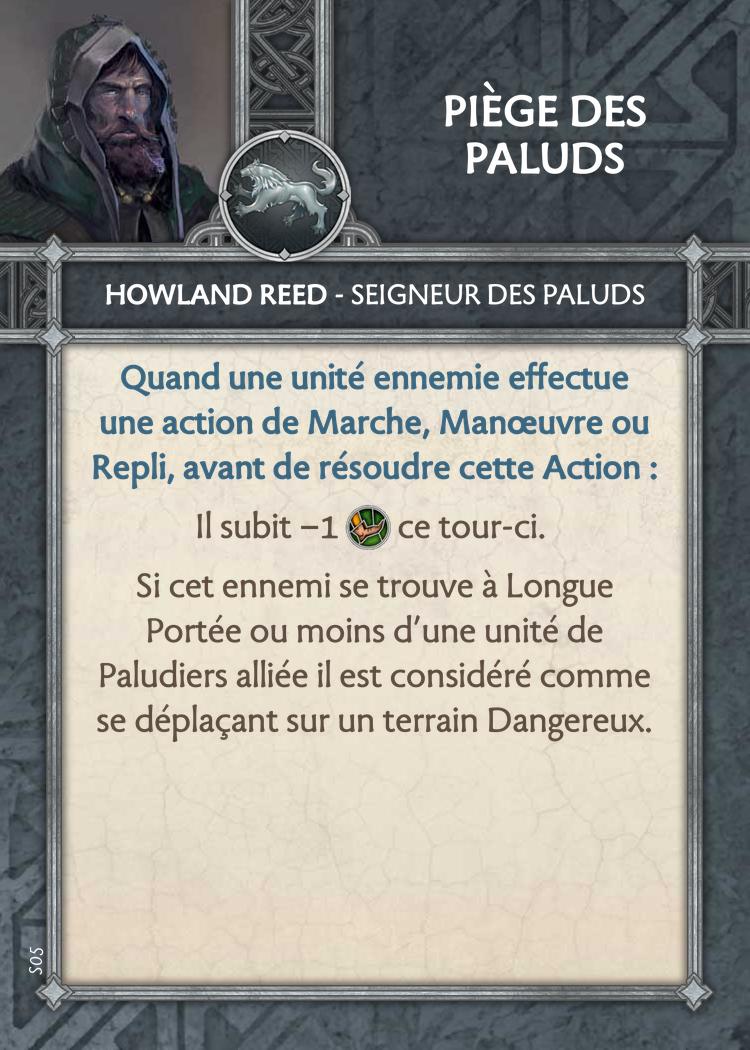 PIÈGE DES
PALUDS
HOWLAND REED - SEIGNEUR DES PALUDS
Quand une unité ennemie effectue
une action de Marche, Manœuvre ou
Repli, avant de résoudre cette Action :
Il subit −1 ce tour-ci.
Si cet ennemi se trouve à Longue
Portée ou moins d'une unité de
Paludiers alliée il est considéré comme
se déplaçant sur un terrain Dangereux.
S05